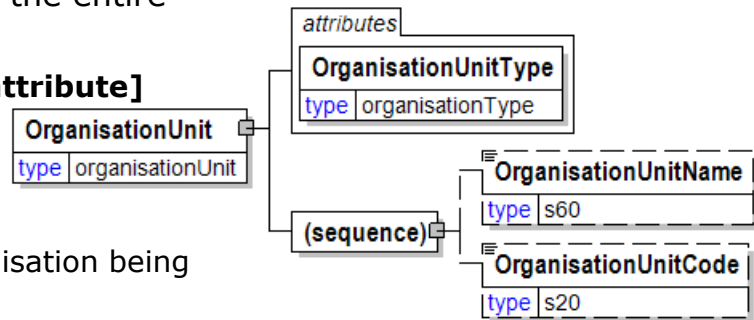 the entire
ttribute]
isation being
OrganisationUnit
type organisationUnit
attributes
OrganisationUnitType
type organisationType
(sequence)
OrganisationUnitName
type s60
OrganisationUnitCode
type s20